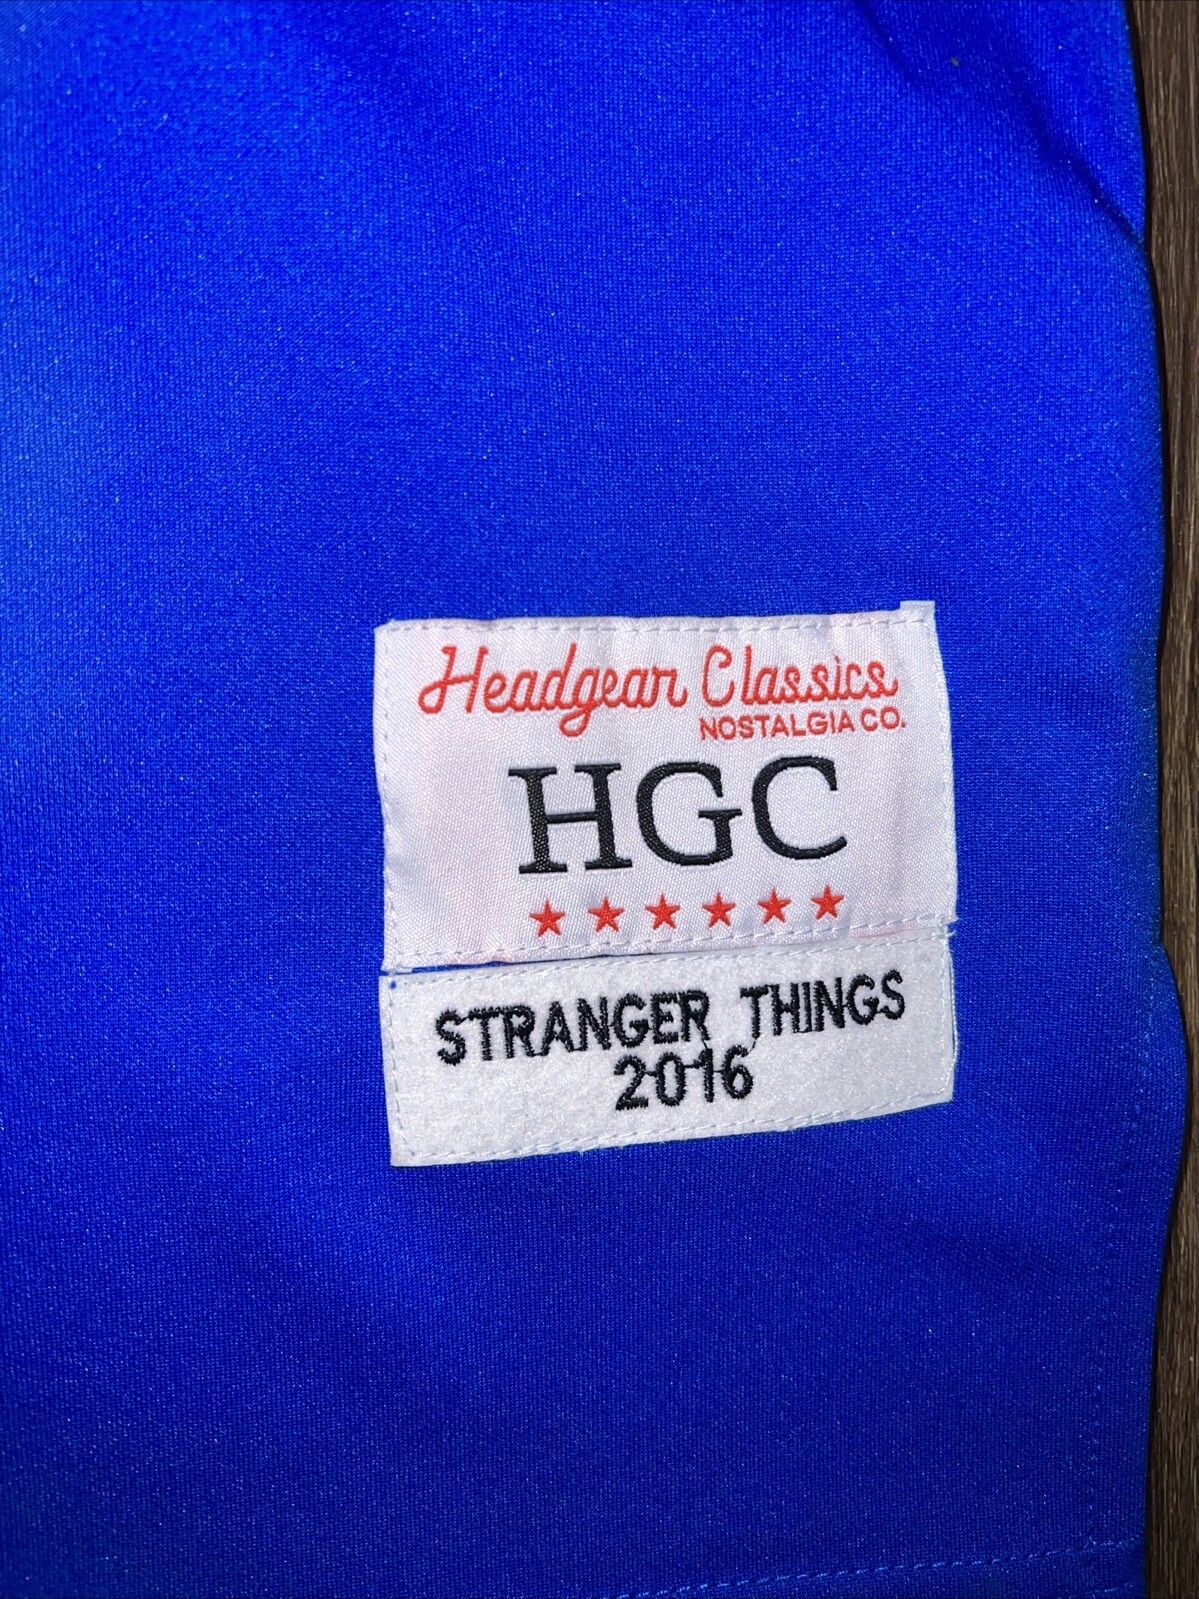 Headgear Classics
NOSTALGIA CO.
HGC
STRANGER THINGS
2016